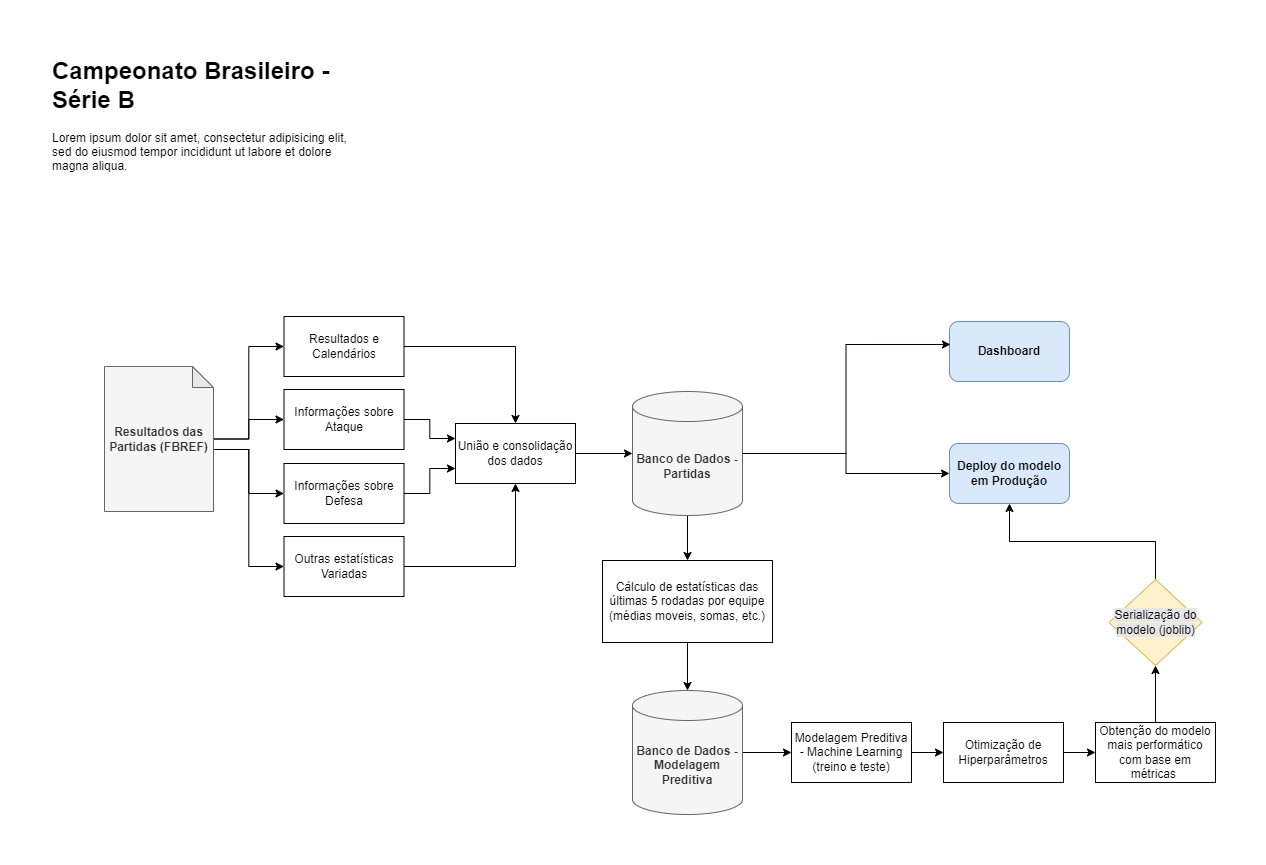 Campeonato Brasileiro -
Série B
Lorem ipsum dolor sit amet, consectetur adipisicing elit,
sed do eiusmod tempor incididunt ut labore et dolore
magna aliqua.
Resultados das
Partidas (FBREF)
Resultados e
Calendários
Informações sobre
Ataque
Informações sobre
Defesa
Outras estatísticas
Variadas
União e consolidação
dos dados
Banco de Dados -
Partidas
Dashboard
Deploy do modelo
em Produção
Cálculo de estatísticas das
últimas 5 rodadas por equipe
(médias moveis, somas, etc.)
Banco de Dados -
Modelagem
Preditiva
Modelagem Preditiva
- Machine Learning
(treino e teste)
Otimização de
Hiperparâmetros
Obtenção do modelo
mais performático
com base em
métricas
Serialização do
modelo (joblib)